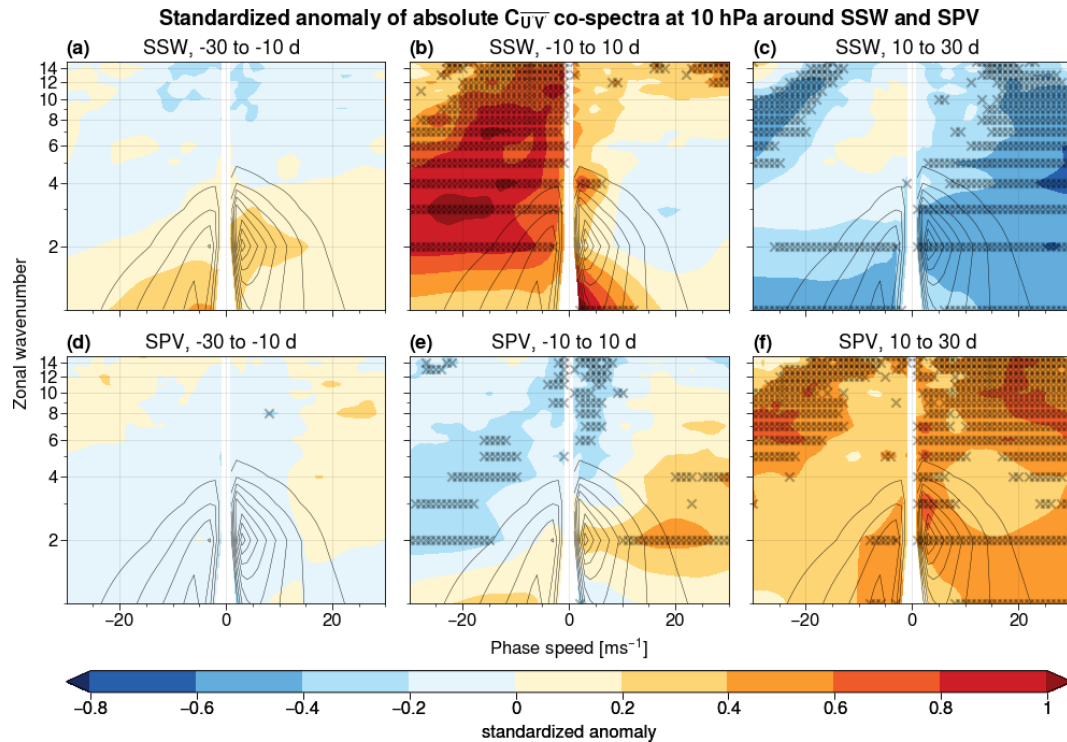 Standardized anomaly of absolute C_U'V' co-spectra at 10 hPa around SSW and SPV
(a) SSW, -30 to -10 d
(b) SSW, -10 to 10 d
(c) SSW, 10 to 30 d
14
12
10
8
6
4
2
(d) SPV, -30 to -10 d
(e) SPV, -10 to 10 d
(f) SPV, 10 to 30 d
Zonal wavenumber
14
12
10
8
6
4
2
−20 0 20 −20 0 20 −20 0 20
Phase speed [ms⁻¹]
−0.8 −0.4 −0.2 0 0.2 0.4 0.6 0.8 1
standardized anomaly